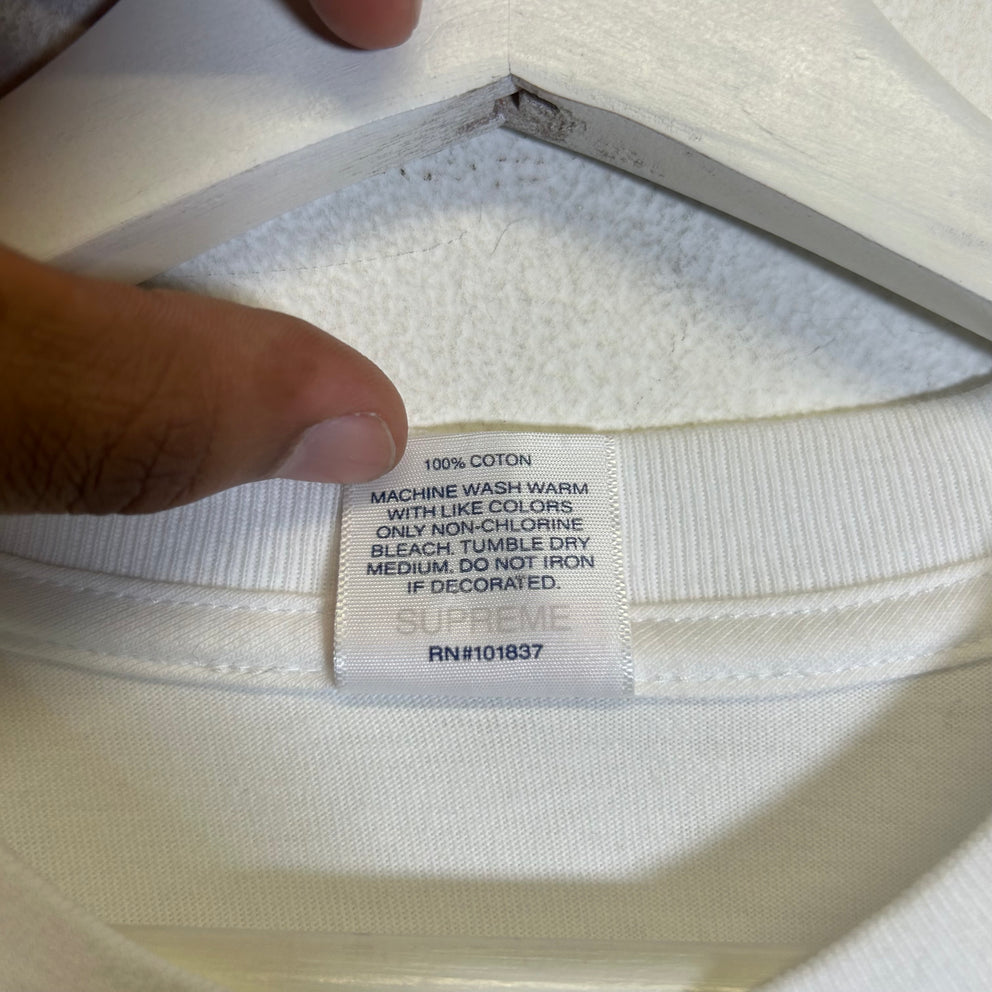 100% COTON
MACHINE WASH WARM
WITH LIKE COLORS
ONLY NON-CHLORINE
BLEACH. TUMBLE DRY
MEDIUM. DO NOT IRON
IF DECORATED.
SUPREME
RN#101837